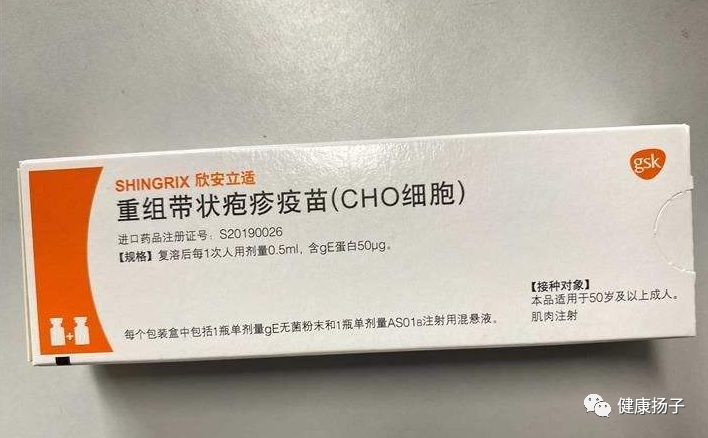 gsk
SHINGRIX 欣安立适
重组带状疱疹疫苗(CHO细胞)
进口药品注册证号：S20190026
【规格】复溶后每1次人用剂量0.5ml，含gE蛋白50μg。
【接种对象】
本品适用于50岁及以上成人。
肌肉注射
每个包装盒中包括1瓶单剂量gE无菌粉末和1瓶单剂量AS01B注射用混悬液。
健康扬子